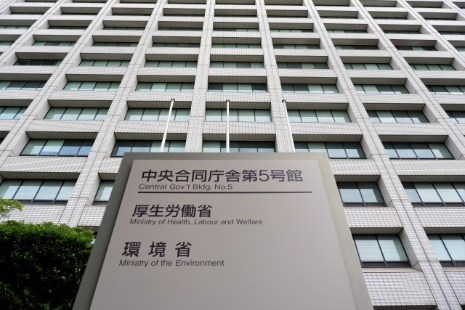 中央合同庁舎第5号館
Central Gov't Bldg. No.5
厚生労働省
Ministry of Health, Labour and Welfare
環境省
Ministry of the Environment